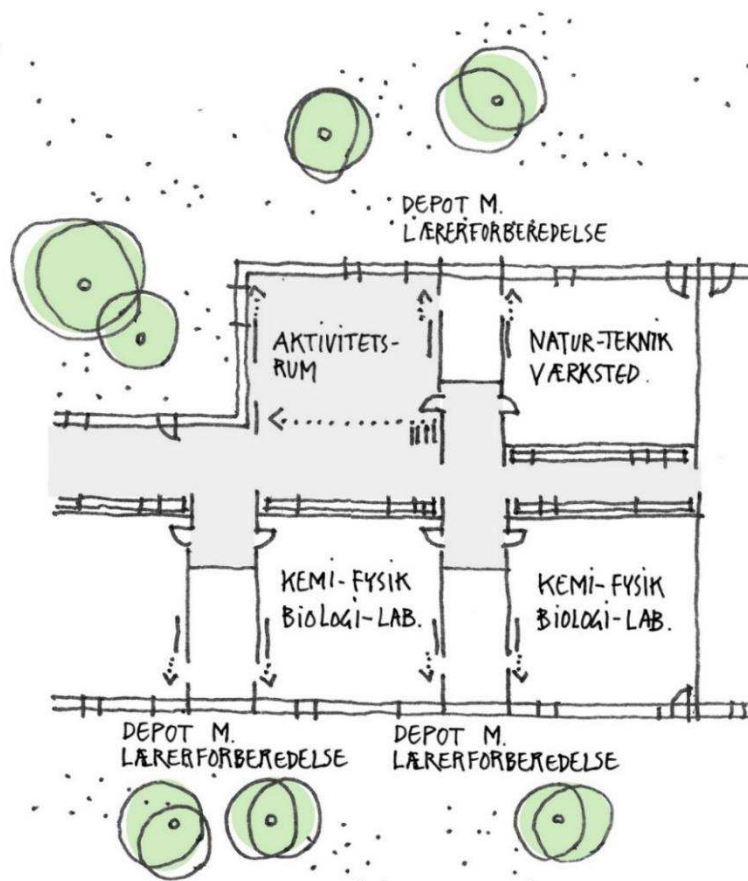 DEPOT M.
LÆRERFORBEREDELSE
AKTIVITETS-
RUM
NATUR-TEKNIK
VÆRKSTED.
KEMI-FYSIK
BIOLOGI-LAB.
KEMI-FYSIK
BIOLOGI-LAB.
DEPOT M.
LÆRERFORBEREDELSE
DEPOT M.
LÆRERFORBEREDELSE